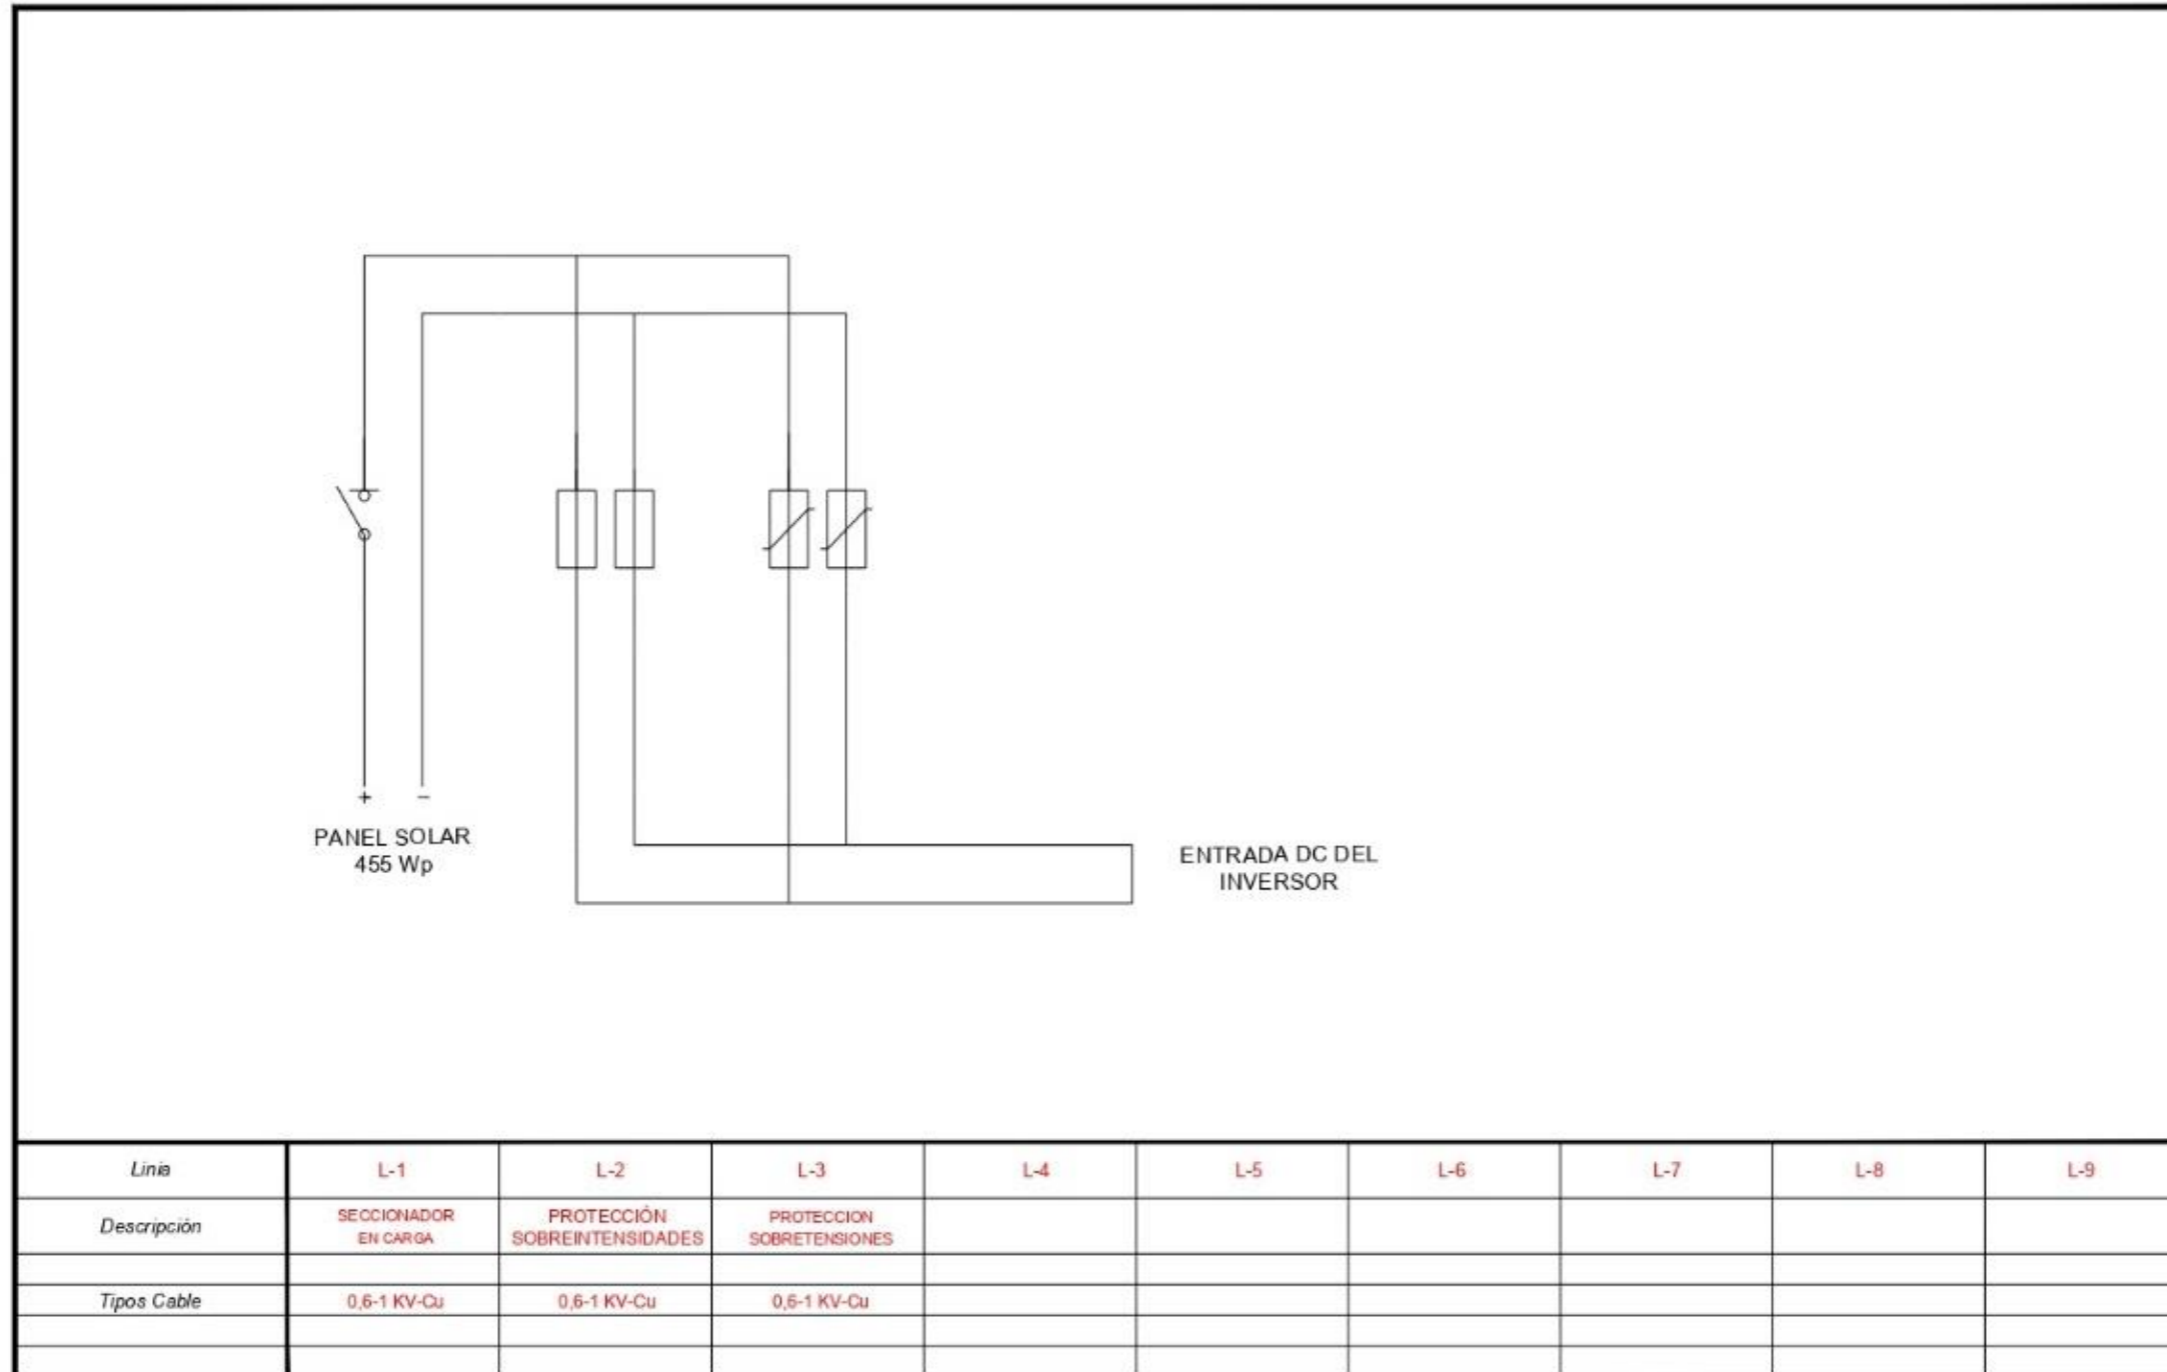 + −
PANEL SOLAR
455 Wp
ENTRADA DC DEL
INVERSOR
Linia L-1 L-2 L-3 L-4 L-5 L-6 L-7 L-8 L-9
Descripción SECCIONADOR EN CARGA PROTECCIÓN SOBREINTENSIDADES PROTECCION SOBRETENSIONES
Tipos Cable 0,6-1 KV-Cu 0,6-1 KV-Cu 0,6-1 KV-Cu